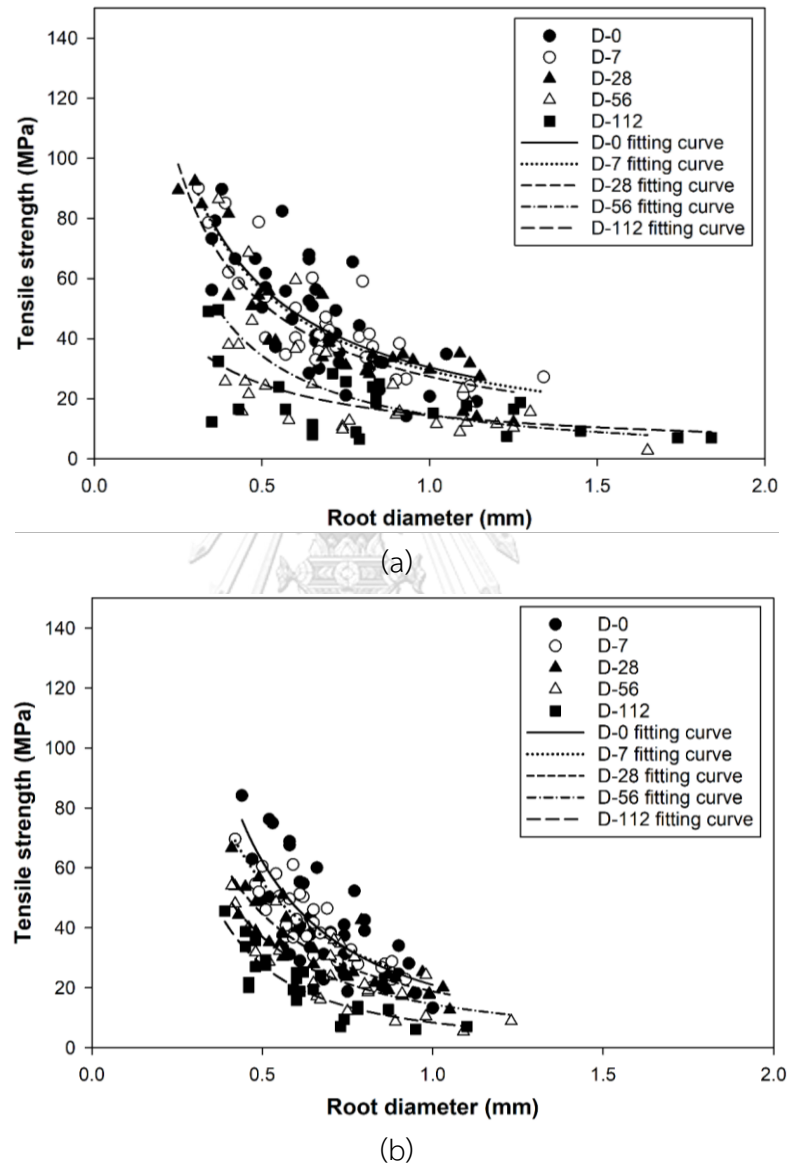 140
120
100
80
60
40
20
0
Tensile strength (MPa)
D-0
D-7
D-28
D-56
D-112
D-0 fitting curve
D-7 fitting curve
D-28 fitting curve
D-56 fitting curve
D-112 fitting curve
0.0 0.5 1.0 1.5 2.0
Root diameter (mm)
(a)
140
120
100
80
60
40
20
0
Tensile strength (MPa)
D-0
D-7
D-28
D-56
D-112
D-0 fitting curve
D-7 fitting curve
D-28 fitting curve
D-56 fitting curve
D-112 fitting curve
0.0 0.5 1.0 1.5 2.0
Root diameter (mm)
(b)